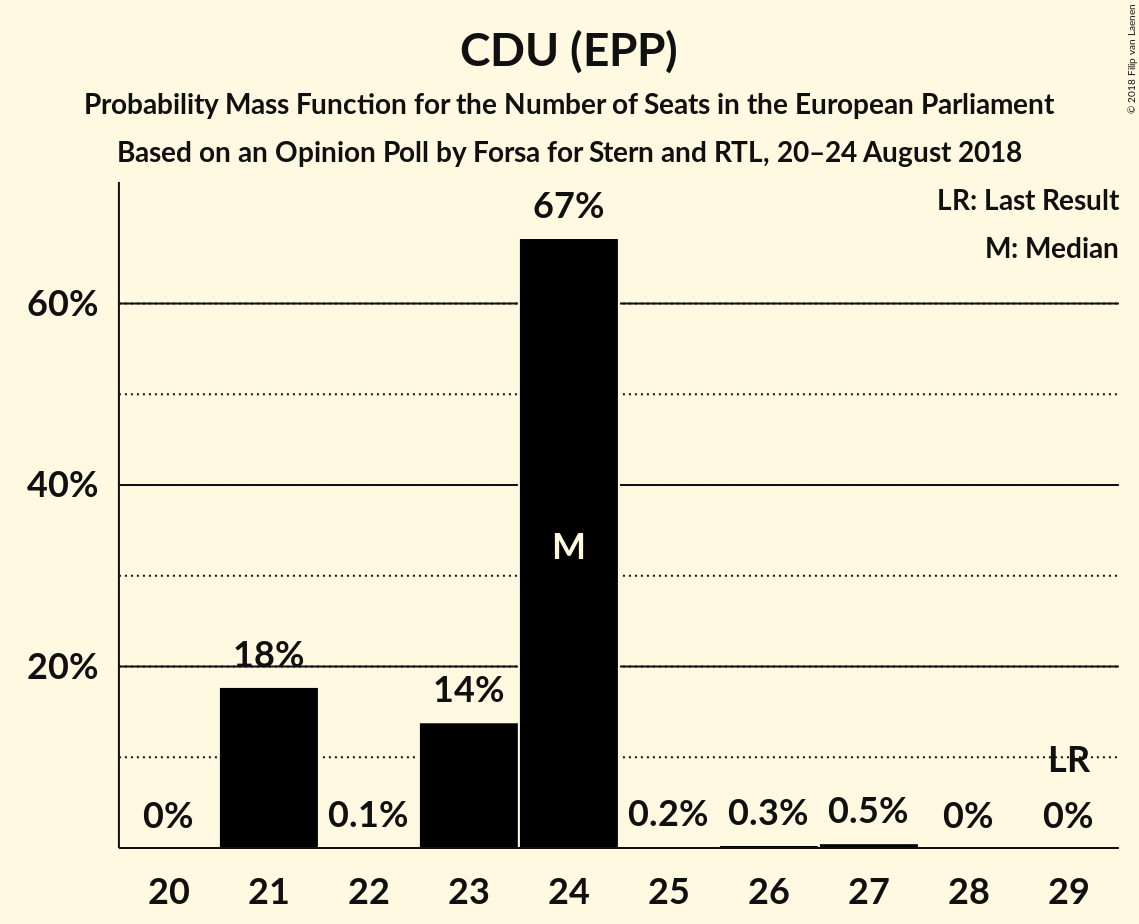 CDU (EPP)
Probability Mass Function for the Number of Seats in the European Parliament
Based on an Opinion Poll by Forsa for Stern and RTL, 20–24 August 2018
© 2018 Filip van Laenen
LR: Last Result
M: Median
67%
60%
40%
M
20%
18%
14%
LR
0%
0.1%
0.2%
0.3%
0.5%
0%
0%
20 21 22 23 24 25 26 27 28 29